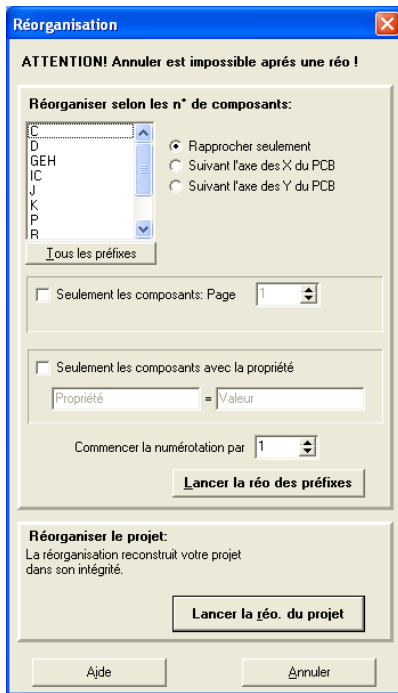 Réorganisation
ATTENTION! Annuler est impossible aprés une réo !
Réorganiser selon les n° de composants:
C
D
GEH
IC
J
K
P
R
Rapprocher seulement
Suivant l'axe des X du PCB
Suivant l'axe des Y du PCB
Tous les préfixes
Seulement les composants: Page 1
Seulement les composants avec la propriété
Propriété = Valeur
Commencer la numérotation par 1
Lancer la réo des préfixes
Réorganiser le projet:
La réorganisation reconstruit votre projet
dans son intégrité.
Lancer la réo. du projet
Aide
Annuler